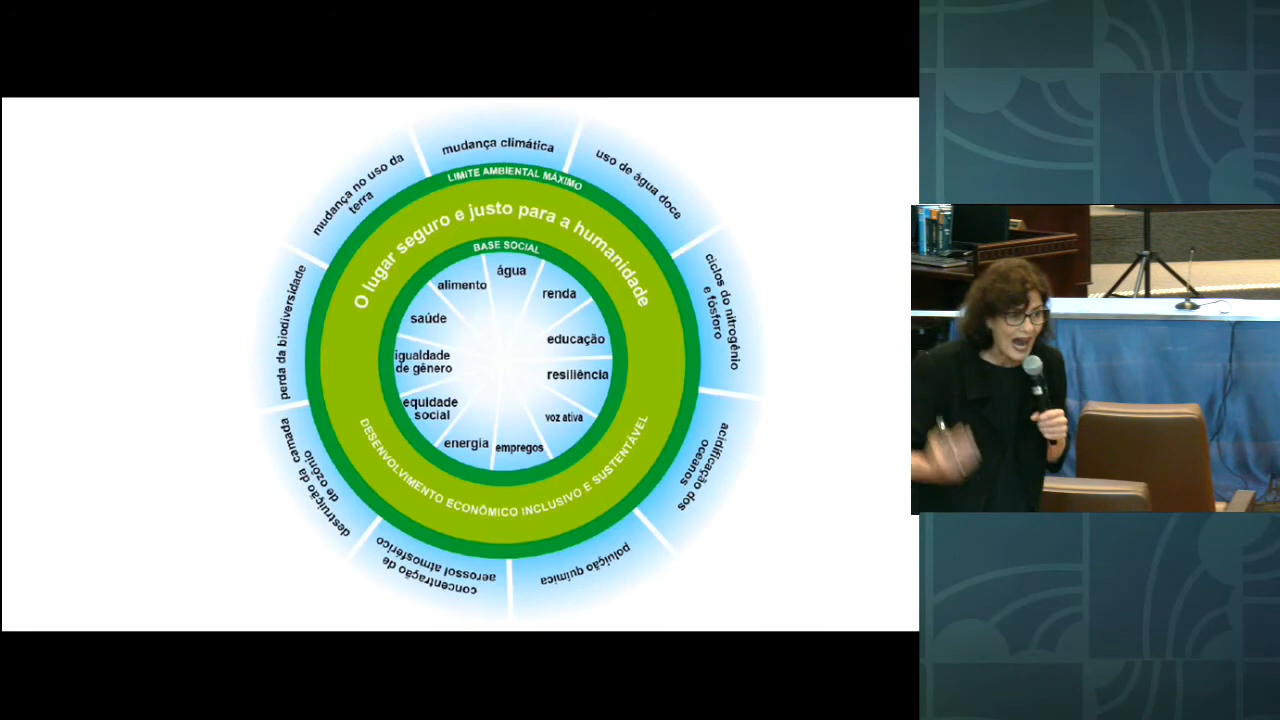 mudança climática
uso de água doce
ciclos do nitrogênio
e fósforo
acidificação dos
oceanos
poluição química
concentração de
aerossol atmosférico
destruição da camada
de ozônio
perda da biodiversidade
mudança no uso da
terra
LIMITE AMBIENTAL MÁXIMO
O lugar seguro e justo para a humanidade
BASE SOCIAL
água
renda
educação
resiliência
voz ativa
empregos
energia
equidade
social
igualdade
de gênero
saúde
alimento
DESENVOLVIMENTO ECONÔMICO INCLUSIVO E SUSTENTÁVEL